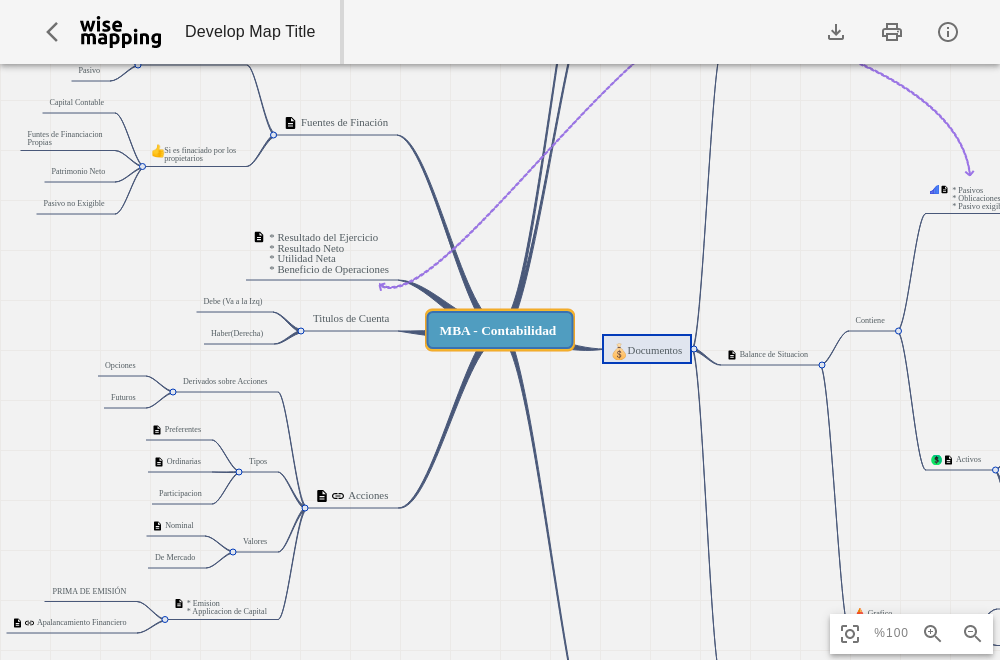 wise
mapping
Develop Map Title
Pasivo
Capital Contable
Funtes de Financiacion
Propias
Patrimonio Neto
Pasivo no Exigible
Si es finaciado por los
propietarios
Fuentes de Finación
* Resultado del Ejercicio
* Resultado Neto
* Utilidad Neta
* Beneficio de Operaciones
Debe (Va a la Izq)
Haber(Derecha)
Titulos de Cuenta
MBA - Contabilidad
Documentos
Balance de Situacion
Contiene
* Pasivos
* Oblicaciones
* Pasivo exigib
$ Activos
Grafico
Opciones
Futuros
Derivados sobre Acciones
Preferentes
Ordinarias
Participacion
Tipos
Acciones
Nominal
De Mercado
Valores
PRIMA DE EMISIÓN
Apalancamiento Financiero
* Emision
* Applicacion de Capital
%100